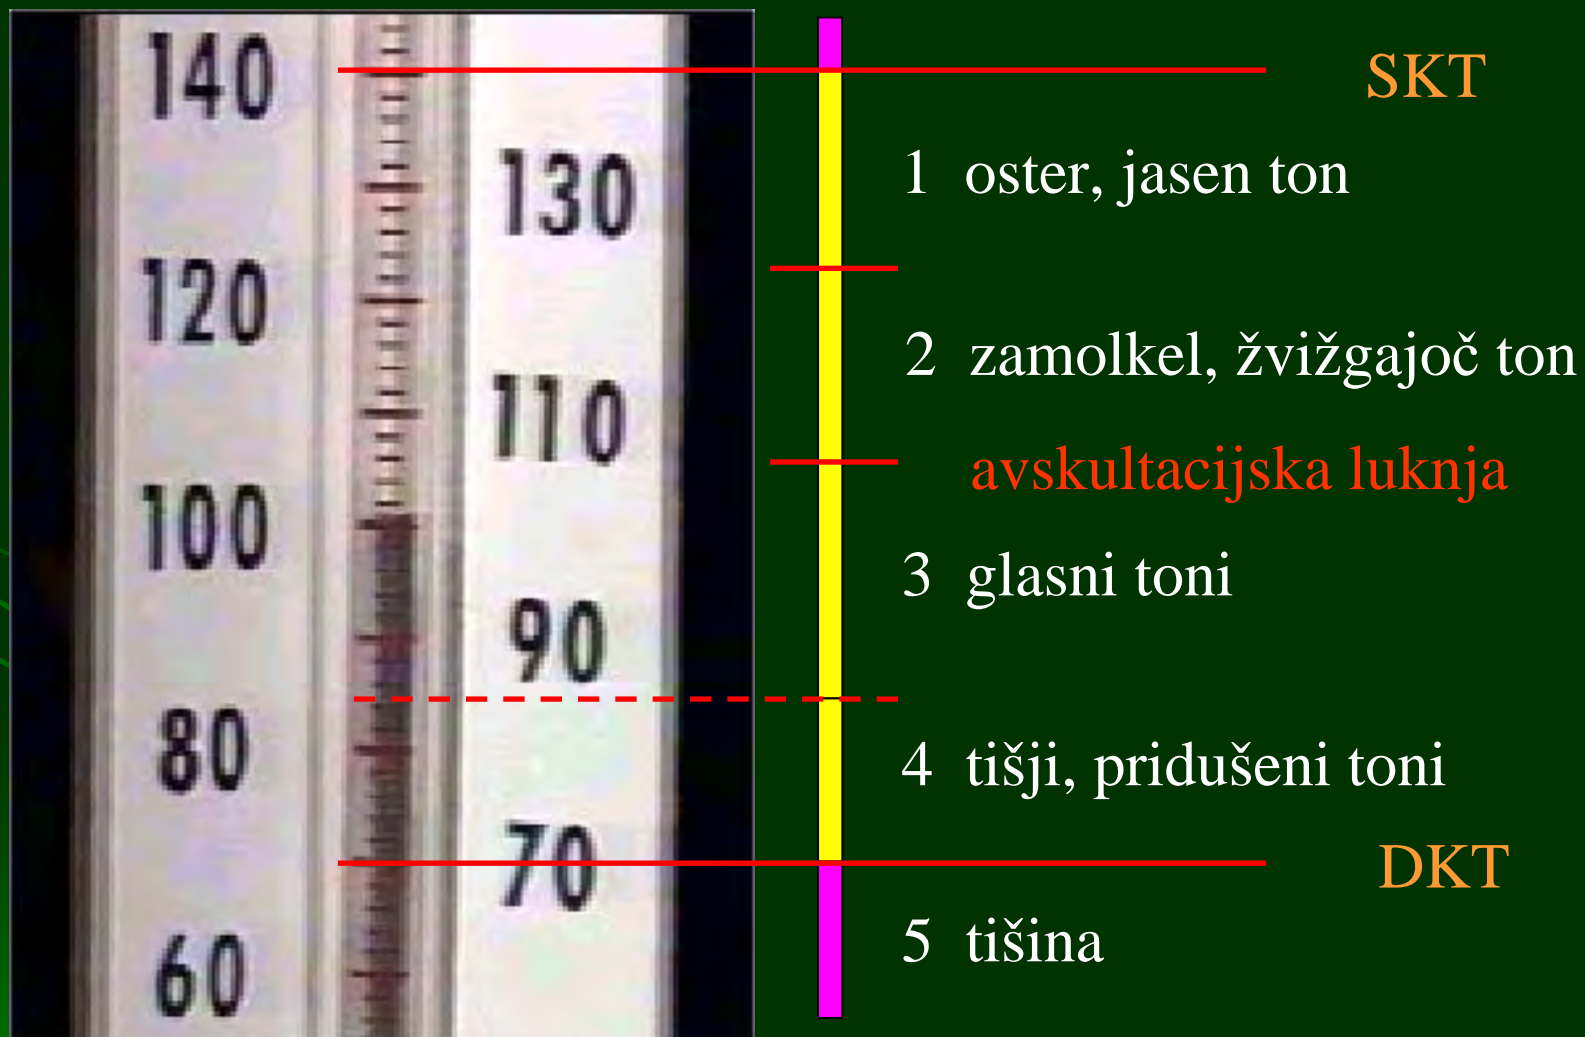 140
130
120
110
100
90
80
70
60
SKT
1 oster, jasen ton
2 zamolkel, žvižgajoč ton
avskultacijska luknja
3 glasni toni
4 tišji, pridušeni toni
DKT
5 tišina